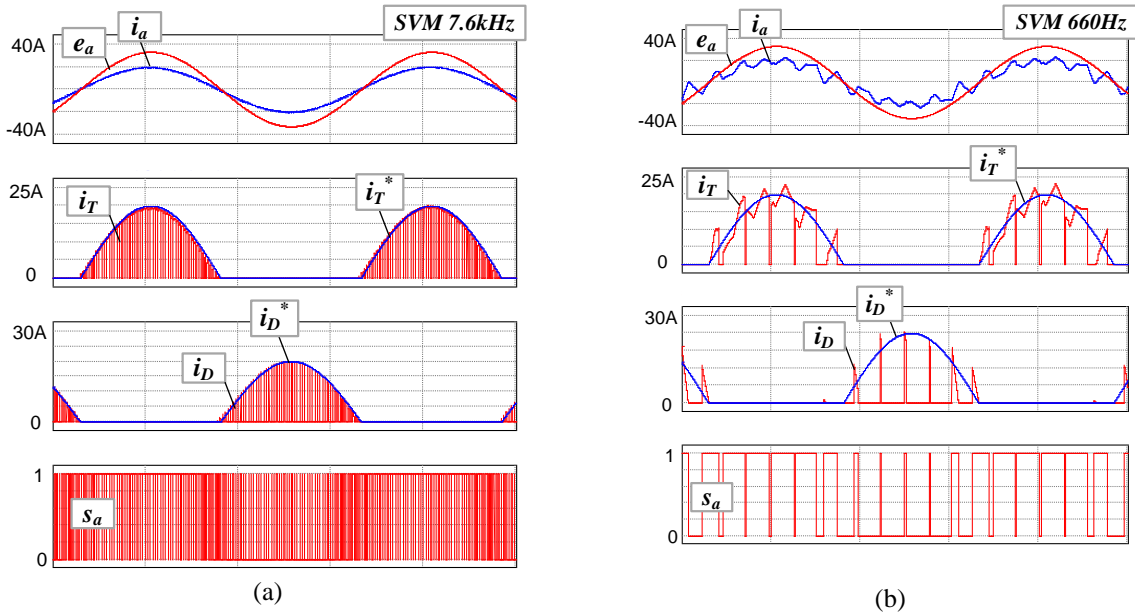 SVM 7.6kHz
i_a
e_a
40A
-40A
25A
i_T
i_T^*
0
30A
i_D^*
i_D
0
1
s_a
0
(a)
SVM 660Hz
i_a
e_a
40A
-40A
25A
i_T
i_T^*
0
30A
i_D^*
i_D
0
1
s_a
0
(b)